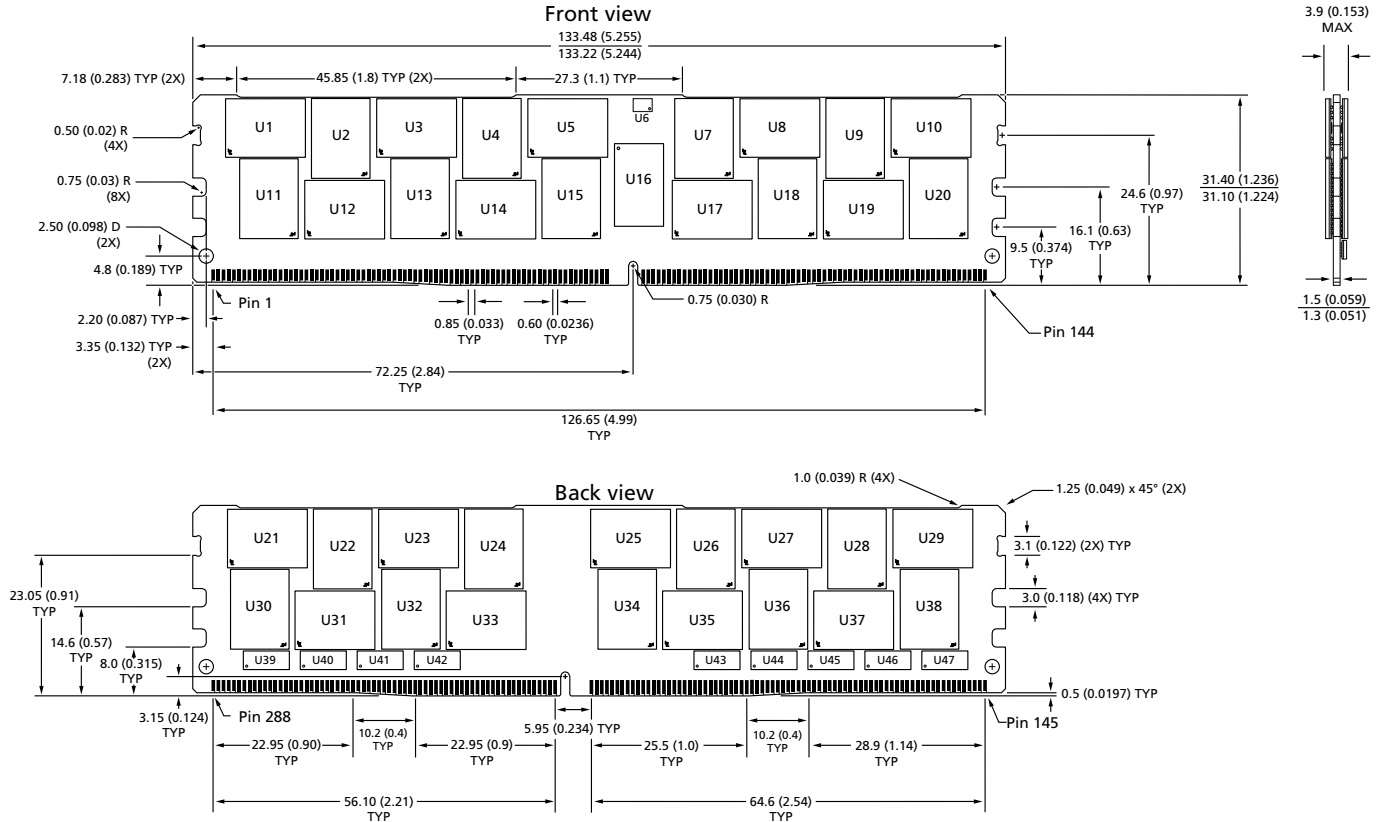 Front view
133.48 (5.255)
133.22 (5.244)
3.9 (0.153)
MAX
7.18 (0.283) TYP (2X)
45.85 (1.8) TYP (2X)
27.3 (1.1) TYP
0.50 (0.02) R
(4X)
0.75 (0.03) R
(8X)
2.50 (0.098) D
(2X)
4.8 (0.189) TYP
2.20 (0.087) TYP
3.35 (0.132) TYP
(2X)
U1
U2
U3
U4
U5
U6
U7
U8
U9
U10
U11
U12
U13
U14
U15
U16
U17
U18
U19
U20
24.6 (0.97)
TYP
16.1 (0.63)
TYP
9.5 (0.374)
TYP
31.40 (1.236)
31.10 (1.224)
1.5 (0.059)
1.3 (0.051)
Pin 1
0.85 (0.033)
TYP
0.60 (0.0236)
TYP
0.75 (0.030) R
Pin 144
72.25 (2.84)
TYP
126.65 (4.99)
TYP
Back view
1.0 (0.039) R (4X)
1.25 (0.049) x 45° (2X)
U21
U22
U23
U24
U25
U26
U27
U28
U29
U30
U31
U32
U33
U34
U35
U36
U37
U38
U39
U40
U41
U42
U43
U44
U45
U46
U47
3.1 (0.122) (2X) TYP
3.0 (0.118) (4X) TYP
23.05 (0.91)
TYP
14.6 (0.57)
TYP
8.0 (0.315)
TYP
3.15 (0.124)
TYP
0.5 (0.0197) TYP
Pin 288
Pin 145
5.95 (0.234) TYP
22.95 (0.90)
TYP
10.2 (0.4)
TYP
22.95 (0.9)
TYP
25.5 (1.0)
TYP
10.2 (0.4)
TYP
28.9 (1.14)
TYP
56.10 (2.21)
TYP
64.6 (2.54)
TYP